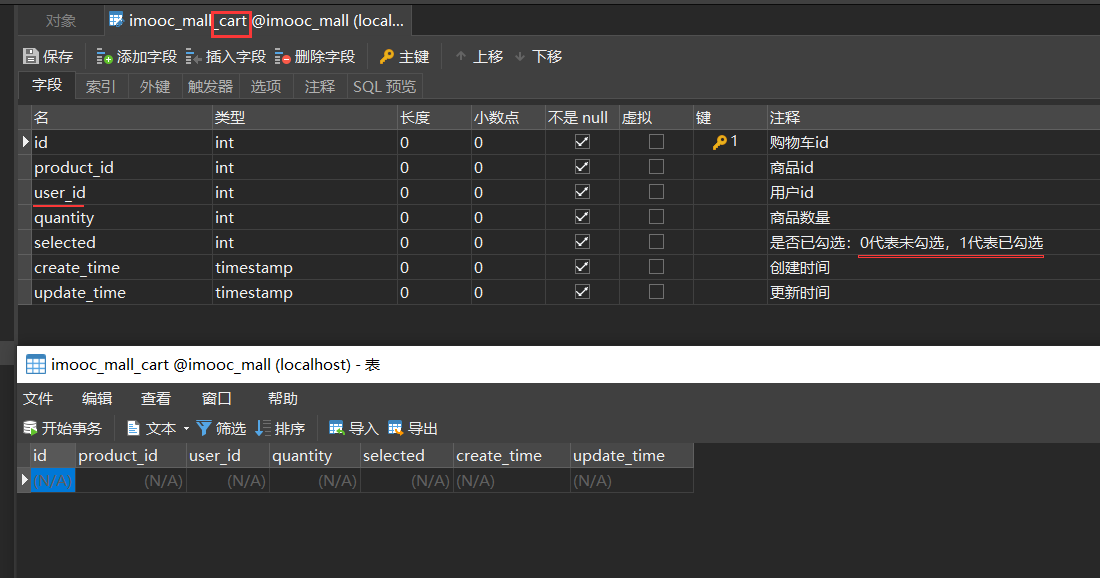 对象 imooc_mall_cart @imooc_mall (local...
保存 添加字段 插入字段 删除字段 主键 上移 下移
字段 索引 外键 触发器 选项 注释 SQL 预览
名 类型 长度 小数点 不是 null 虚拟 键 注释
id int 0 0 1 购物车id
product_id int 0 0 商品id
user_id int 0 0 用户id
quantity int 0 0 商品数量
selected int 0 0 是否已勾选：0代表未勾选，1代表已勾选
create_time timestamp 0 0 创建时间
update_time timestamp 0 0 更新时间
imooc_mall_cart @imooc_mall (localhost) - 表
文件 编辑 查看 窗口 帮助
开始事务 文本 筛选 排序 导入 导出
id product_id user_id quantity selected create_time update_time
(N/A) (N/A) (N/A) (N/A) (N/A) (N/A) (N/A)